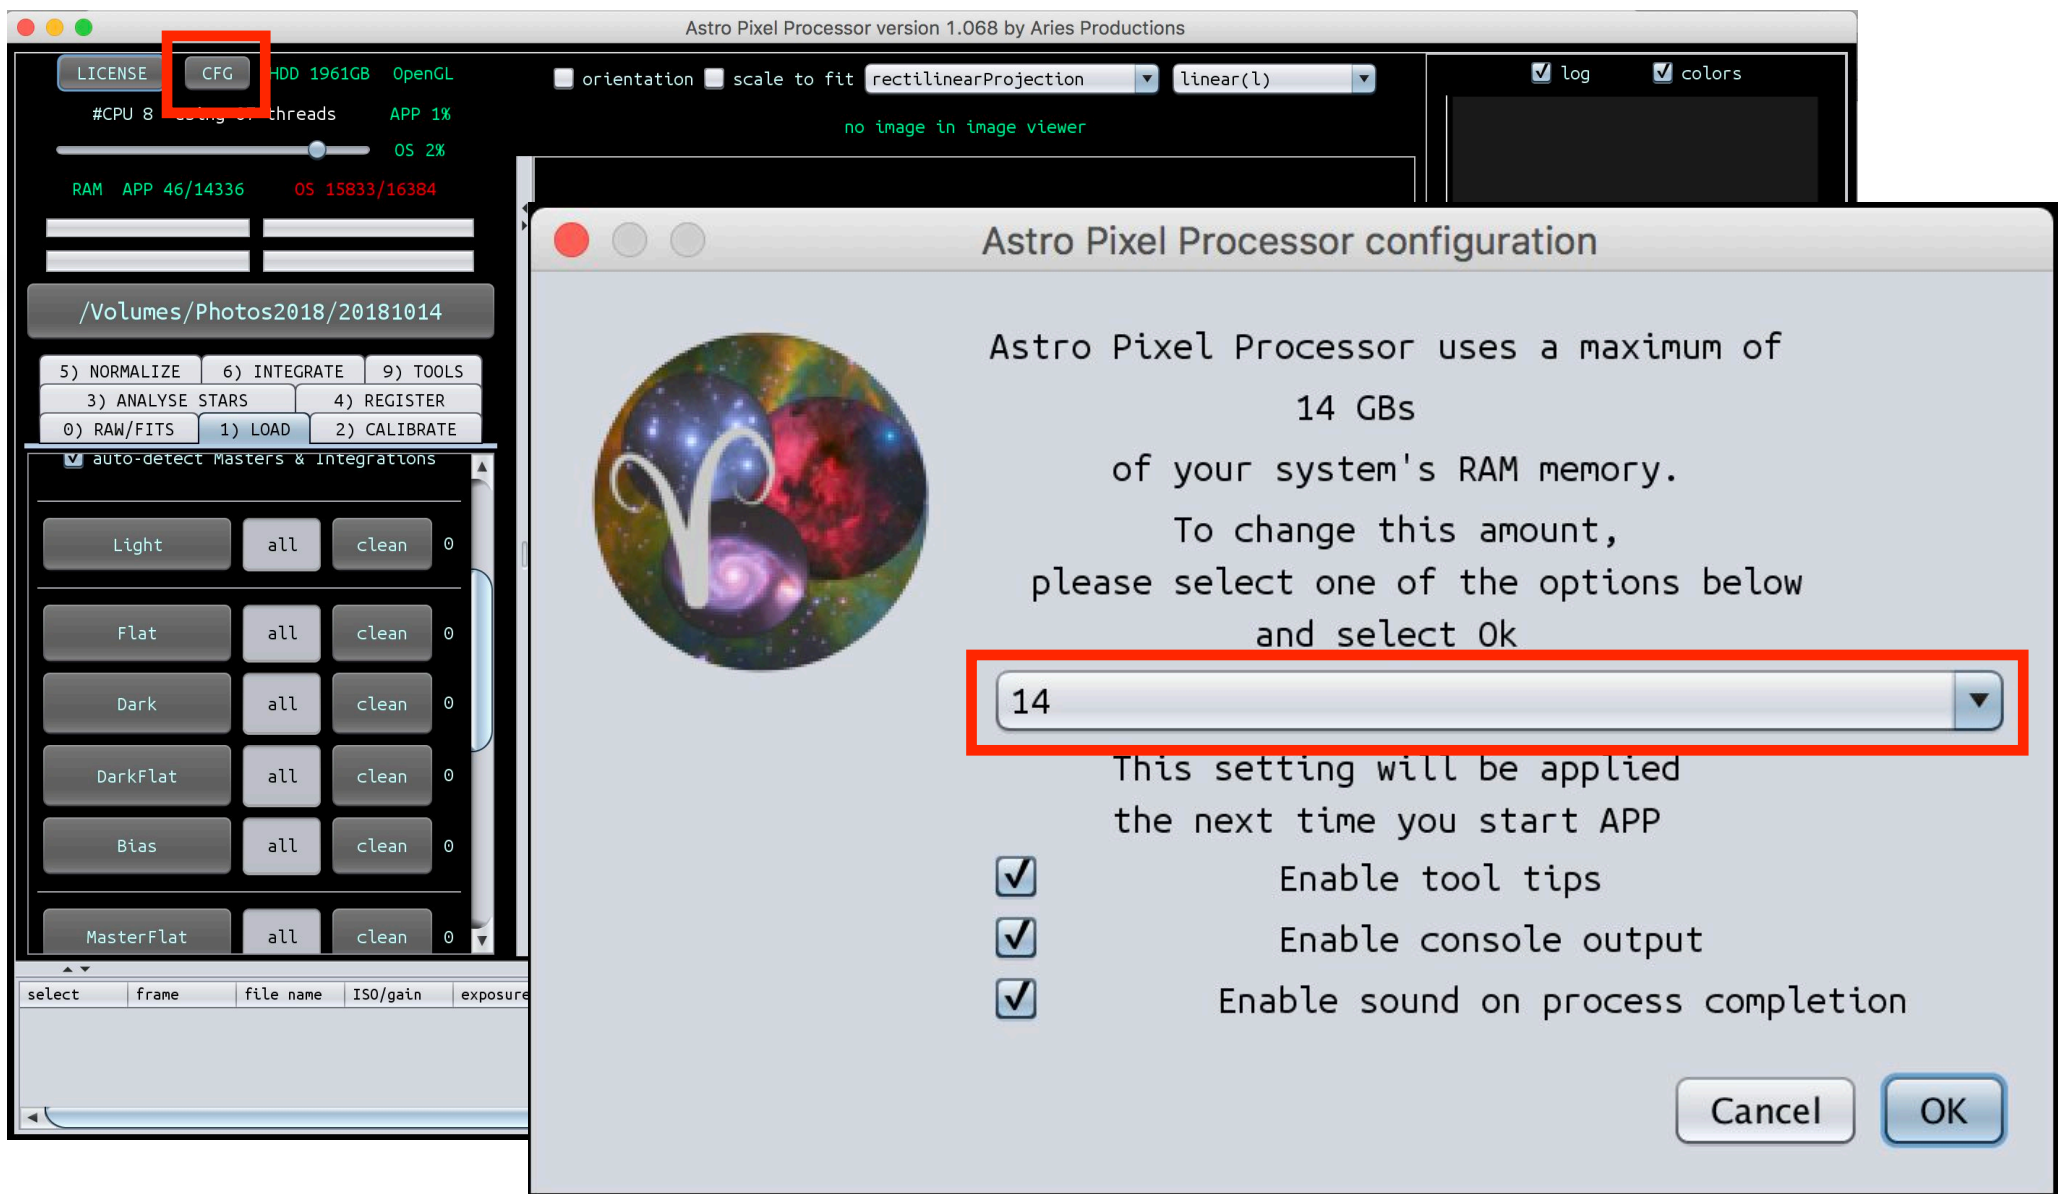 Astro Pixel Processor version 1.068 by Aries Productions
LICENSE CFG HDD 1961GB OpenGL
#CPU 8 threads APP 1%
OS 2%
RAM APP 46/14336 OS 15833/16384
/Volumes/Photos2018/20181014
5) NORMALIZE 6) INTEGRATE 9) TOOLS
3) ANALYSE STARS 4) REGISTER
0) RAW/FITS 1) LOAD 2) CALIBRATE
auto-detect Masters & Integrations
Light all clean 0
Flat all clean 0
Dark all clean 0
DarkFlat all clean 0
Bias all clean 0
MasterFlat all clean 0
select frame file name ISO/gain exposure
orientation scale to fit rectilinearProjection linear(l)
no image in image viewer
log colors
Astro Pixel Processor configuration
Astro Pixel Processor uses a maximum of
14 GBs
of your system's RAM memory.
To change this amount,
please select one of the options below
and select Ok
14
This setting will be applied
the next time you start APP
Enable tool tips
Enable console output
Enable sound on process completion
Cancel OK